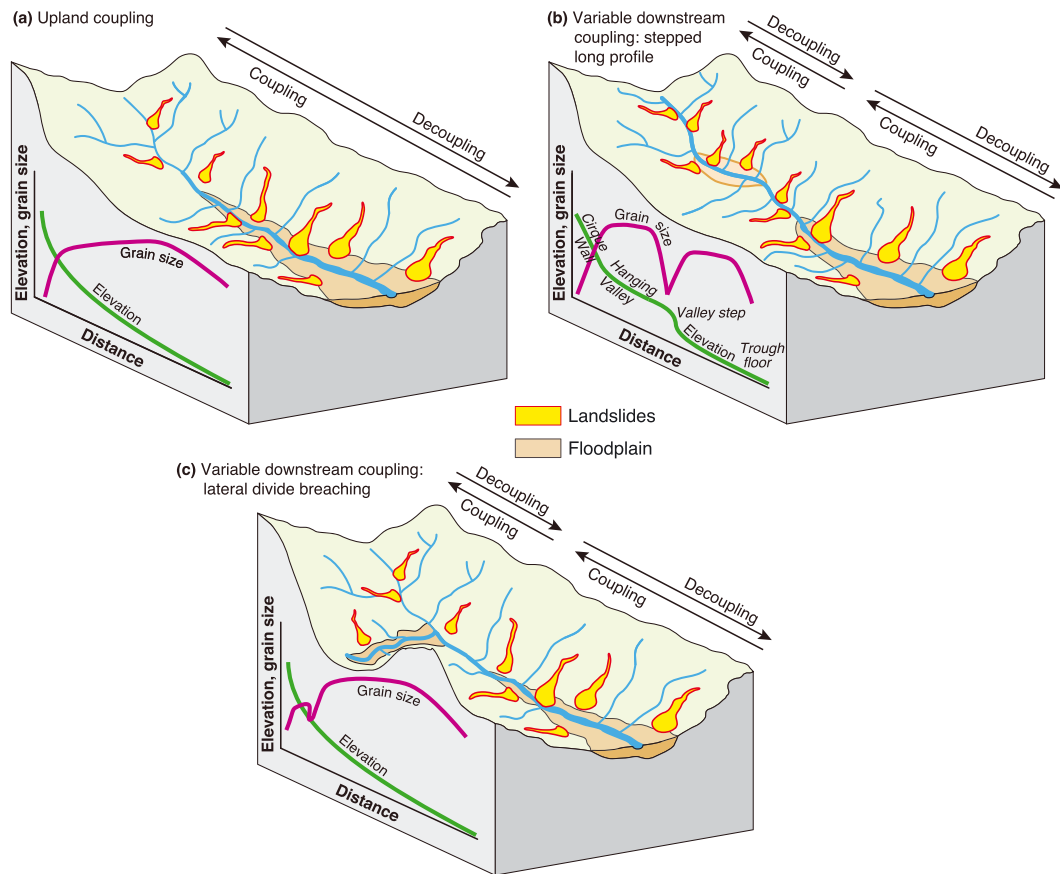 (a) Upland coupling
Coupling
Decoupling
Elevation, grain size
Grain size
Elevation
Distance
(b) Variable downstream
coupling: stepped
long profile
Decoupling
Coupling
Decoupling
Coupling
Elevation, grain size
Cirque
Wall
Grain size
Hanging
Valley
Valley step
Elevation
Trough
floor
Distance
Landslides
Floodplain
(c) Variable downstream coupling:
lateral divide breaching
Decoupling
Coupling
Decoupling
Coupling
Elevation, grain size
Grain size
Elevation
Distance